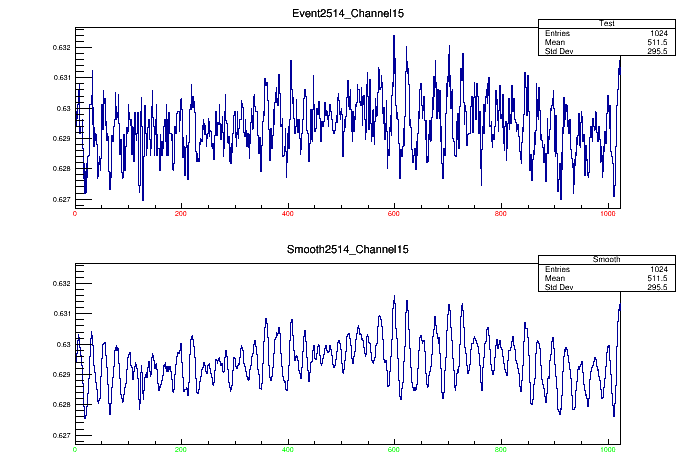 Event2514_Channel15
Test
Entries 1024
Mean 511.5
Std Dev 295.5
0.632
0.631
0.63
0.629
0.628
0.627
0 200 400 600 800 1000
Smooth2514_Channel15
Smooth
Entries 1024
Mean 511.5
Std Dev 295.5
0.632
0.631
0.63
0.629
0.628
0.627
0 200 400 600 800 1000